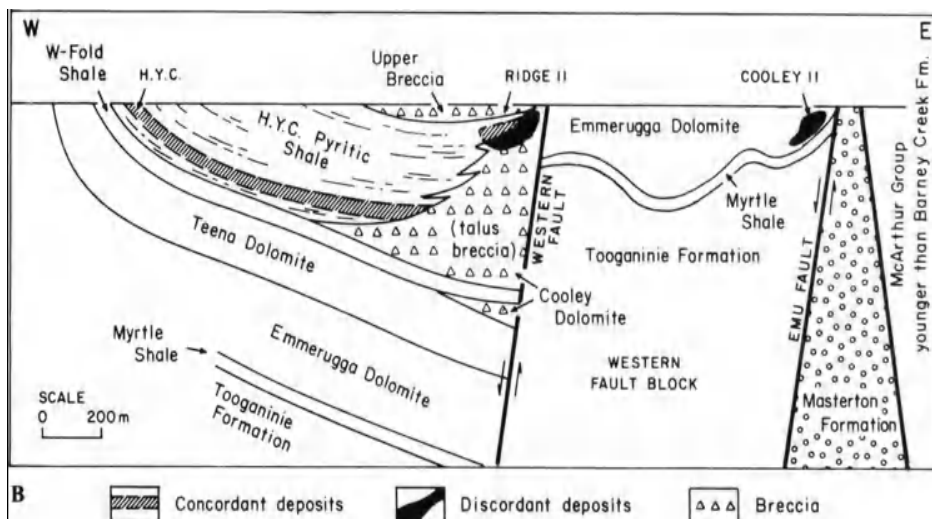 W
E
W-Fold
Shale
H.Y.C.
Upper
Breccia
RIDGE II
COOLEY II
H.Y.C. Pyritic
Shale
Emmerugga Dolomite
Myrtle
Shale
(talus
breccia)
WESTERN
FAULT
Teena Dolomite
Tooganinie Formation
Cooley
Dolomite
EMU FAULT
McArthur Group
younger than Barney Creek Fm.
Myrtle
Shale
Emmerugga Dolomite
Tooganinie
Formation
WESTERN
FAULT BLOCK
Masterton
Formation
SCALE
0 200m
B
Concordant deposits
Discordant deposits
Breccia